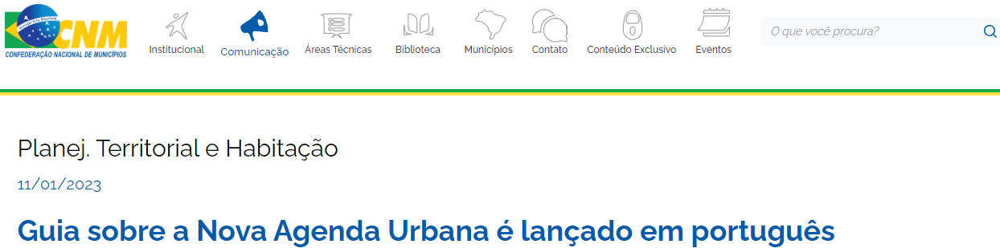 CNM
CONFEDERAÇÃO NACIONAL DE MUNICÍPIOS
Institucional
Comunicação
Áreas Técnicas
Biblioteca
Municípios
Contato
Conteúdo Exclusivo
Eventos
O que você procura?
Planej. Territorial e Habitação
11/01/2023
Guia sobre a Nova Agenda Urbana é lançado em português